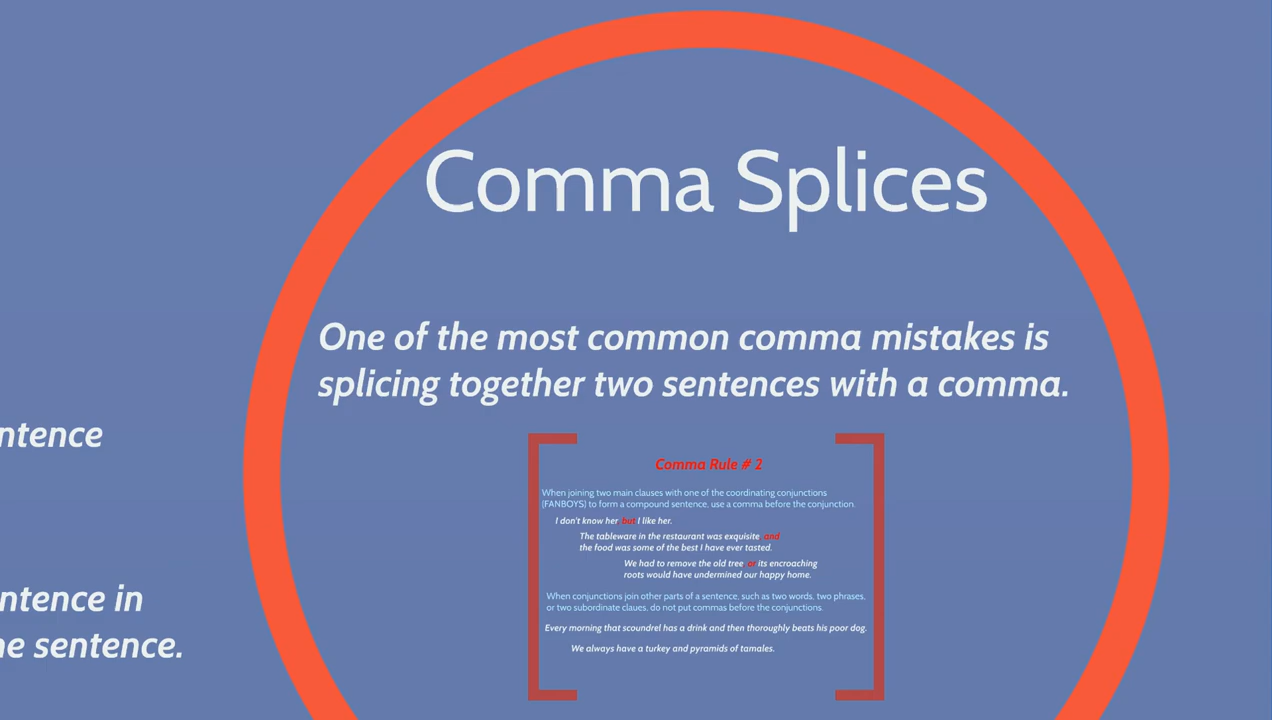 Comma Splices
One of the most common comma mistakes is
splicing together two sentences with a comma.
ntence
ntence in
ne sentence.
Comma Rule # 2
When joining two main clauses with one of the coordinating conjunctions
(FANBOYS) to form a compound sentence, use a comma before the conjunction.
I don't know her but I like her.
The tableware in the restaurant was exquisite and
the food was some of the best I have ever tasted.
We had to remove the old tree or its encroaching
roots would have undermined our happy home.
When conjunctions join other parts of a sentence, such as two words, two phrases,
or two subordinate claues, do not put commas before the conjunctions.
Every morning that scoundrel has a drink and then thoroughly beats his poor dog.
We always have a turkey and pyramids of tamales.